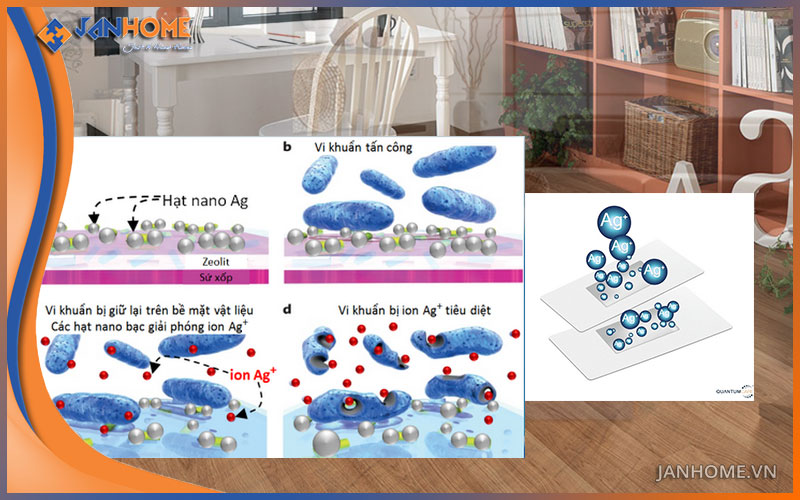 JANHOME
b
Vi khuẩn tấn công
Hạt nano Ag
Zeolit
Sứ xốp
Vi khuẩn bị giữ lại trên bề mặt vật liệu
Các hạt nano bạc giải phóng ion Ag⁺
ion Ag⁺
d
Vi khuẩn bị ion Ag⁺ tiêu diệt
Ag⁺
Ag⁺
Ag⁺
Ag⁺
Ag⁺
Ag⁺
a
JANHOME.VN